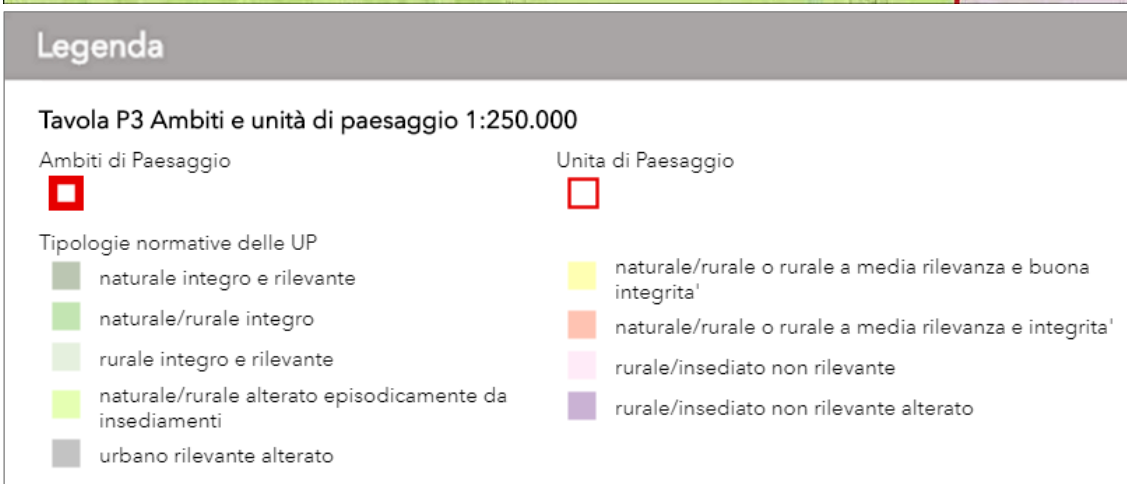 Legenda
Tavola P3 Ambiti e unità di paesaggio 1:250.000
Ambiti di Paesaggio
Unita di Paesaggio
Tipologie normative delle UP
naturale integro e rilevante
naturale/rurale integro
rurale integro e rilevante
naturale/rurale alterato episodicamente da
insediamenti
urbano rilevante alterato
naturale/rurale o rurale a media rilevanza e buona
integrita'
naturale/rurale o rurale a media rilevanza e integrita'
rurale/insediato non rilevante
rurale/insediato non rilevante alterato